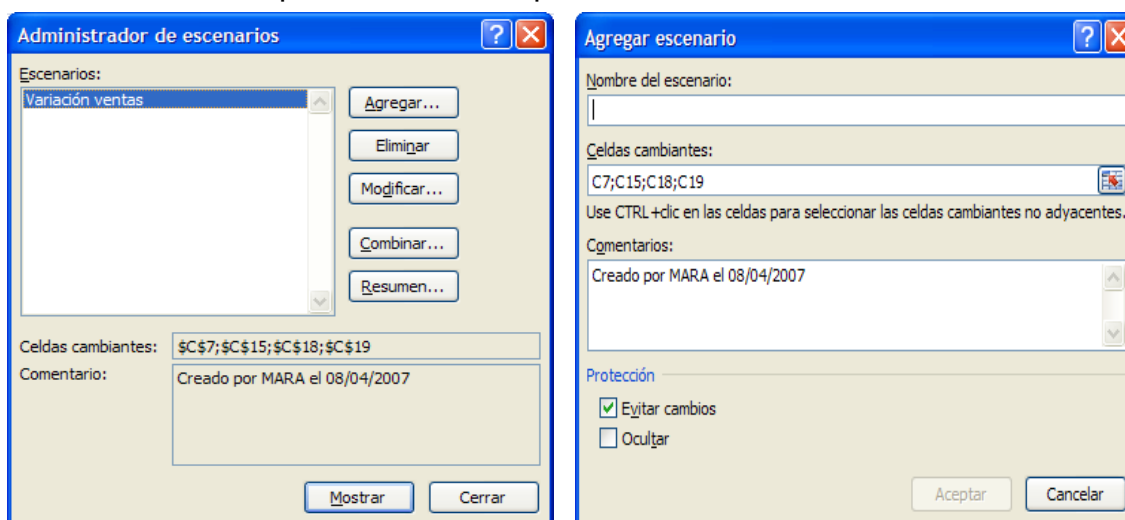 Administrador de escenarios
Escenarios:
Variación ventas
Agregar...
Eliminar
Modificar...
Combinar...
Resumen...
Celdas cambiantes: $C$7;$C$15;$C$18;$C$19
Comentario: Creado por MARA el 08/04/2007
Mostrar Cerrar
Agregar escenario
Nombre del escenario:
Celdas cambiantes:
C7;C15;C18;C19
Use CTRL+clic en las celdas para seleccionar las celdas cambiantes no adyacentes.
Comentarios:
Creado por MARA el 08/04/2007
Protección
Evitar cambios
Ocultar
Aceptar Cancelar